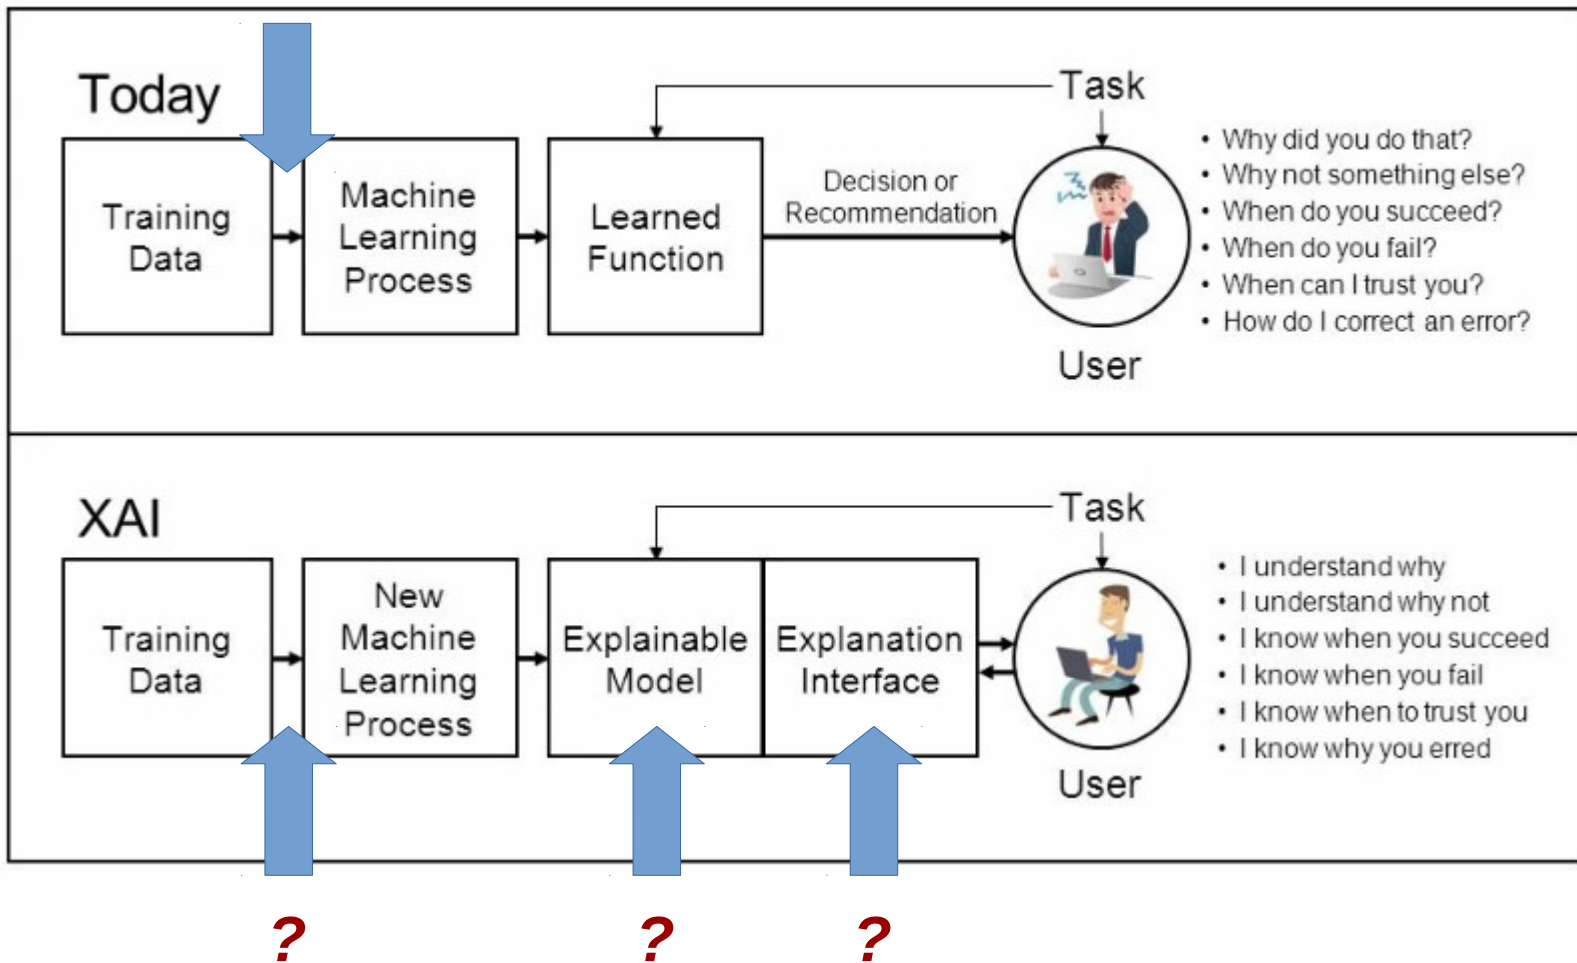 Today
Training
Data
Machine
Learning
Process
Learned
Function
Decision or
Recommendation
Task
User
• Why did you do that?
• Why not something else?
• When do you succeed?
• When do you fail?
• When can I trust you?
• How do I correct an error?
XAI
Training
Data
New
Machine
Learning
Process
Explainable
Model
Explanation
Interface
Task
User
• I understand why
• I understand why not
• I know when you succeed
• I know when you fail
• I know when to trust you
• I know why you erred
? ? ?